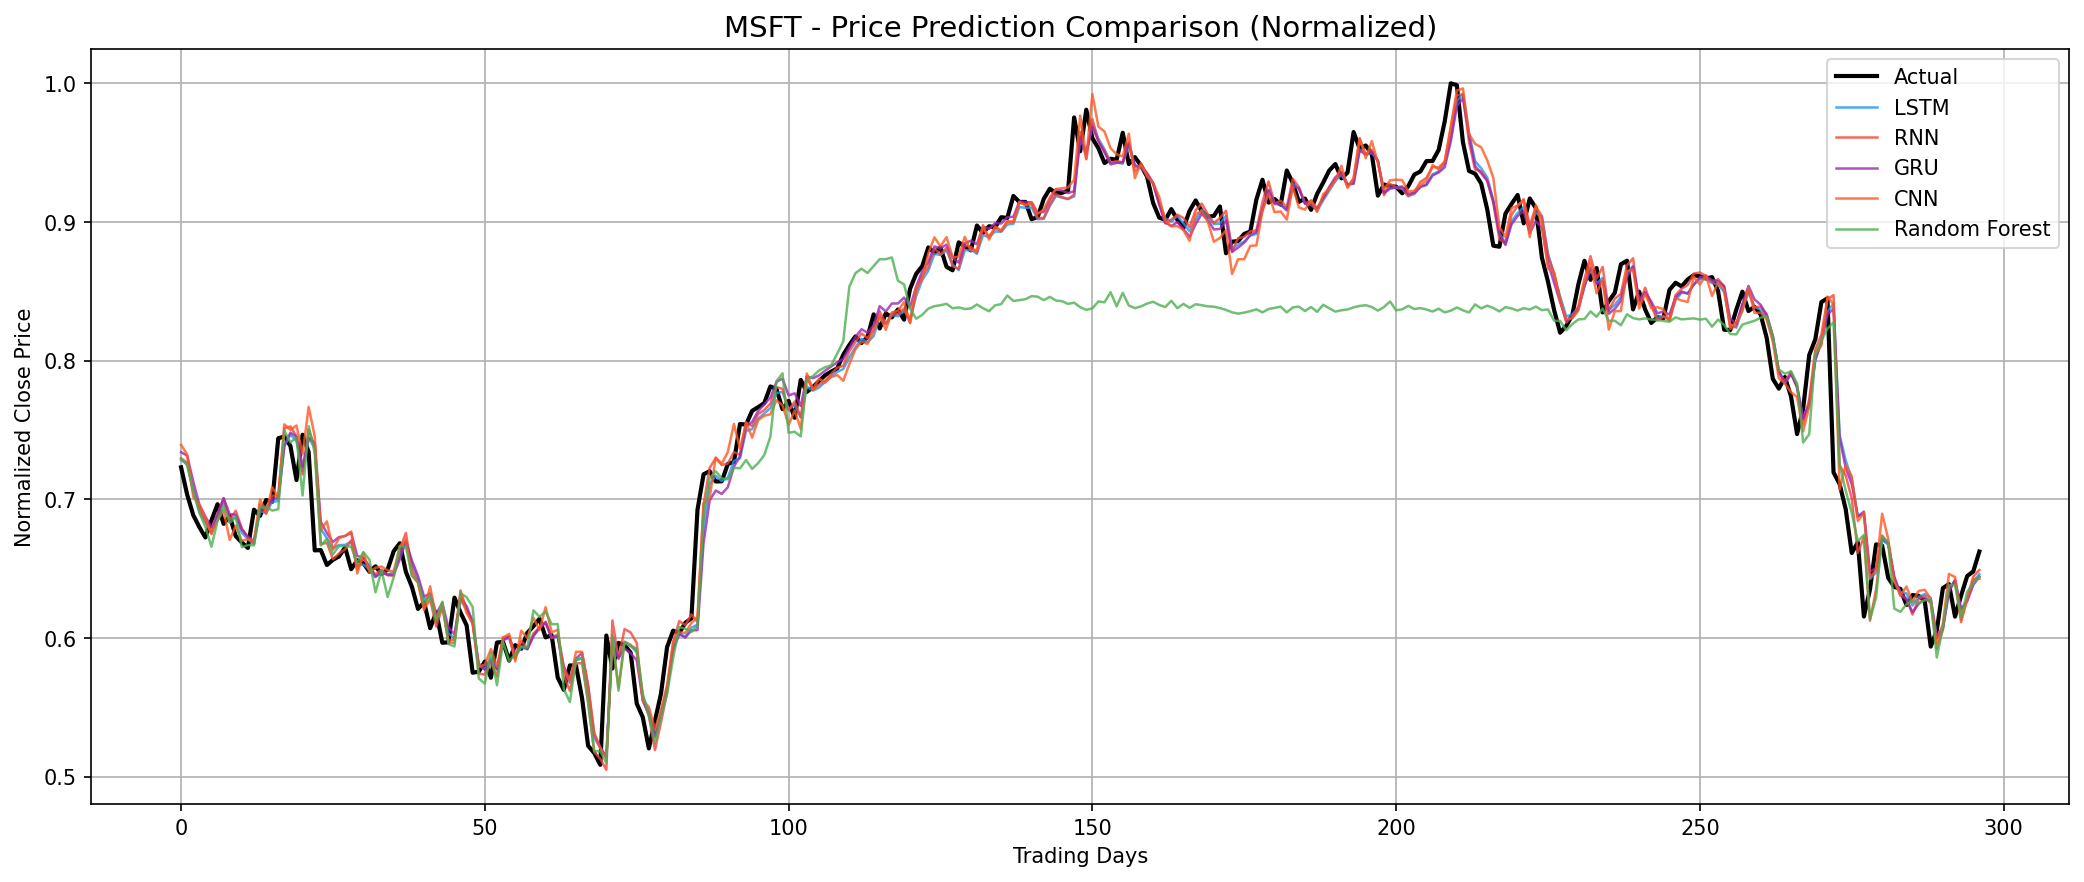 MSFT - Price Prediction Comparison (Normalized)
Normalized Close Price
1.0
0.9
0.8
0.7
0.6
0.5
Actual
LSTM
RNN
GRU
CNN
Random Forest
0 50 100 150 200 250 300
Trading Days